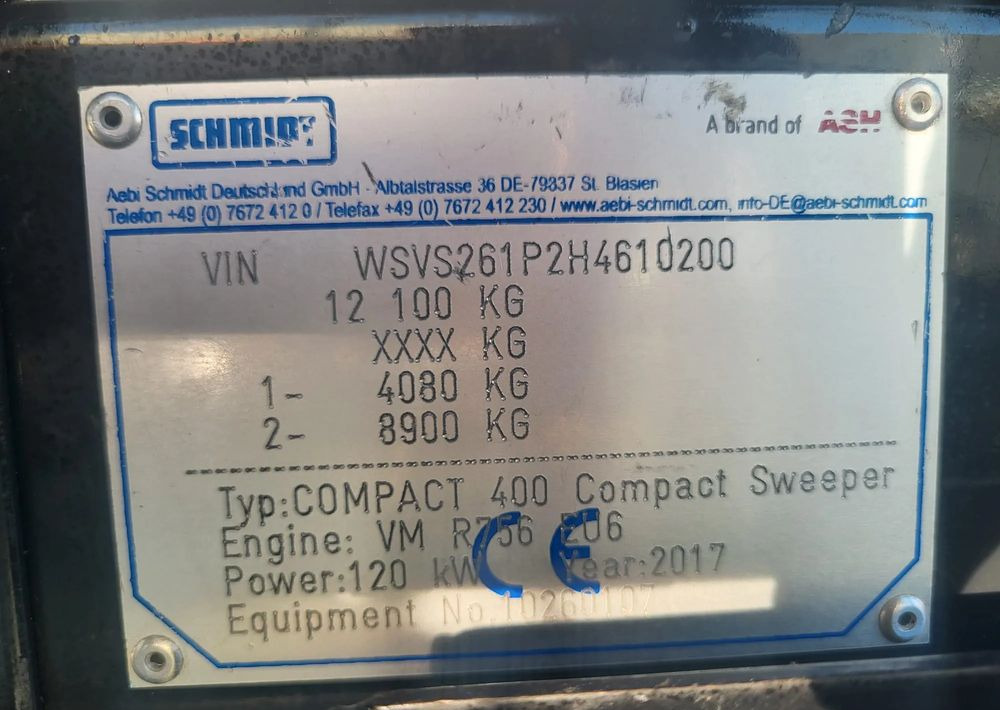 SCHMIDT
A brand of ASH
Aebi Schmidt Deutschland GmbH - Albtalstrasse 36 DE-79837 St. Blasien
Telefon +49 (0) 7672 412 0 / Telefax +49 (0) 7672 412 230 / www.aebi-schmidt.com, info-DE@aebi-schmidt.com
VIN WSVS261P2H4610200
12 100 KG
XXXX KG
1- 4080 KG
2- 8900 KG
Typ:COMPACT 400 Compact Sweeper
Engine: VM R756 EU6
CE
Power:120 kW Year:2017
Equipment No.10260107